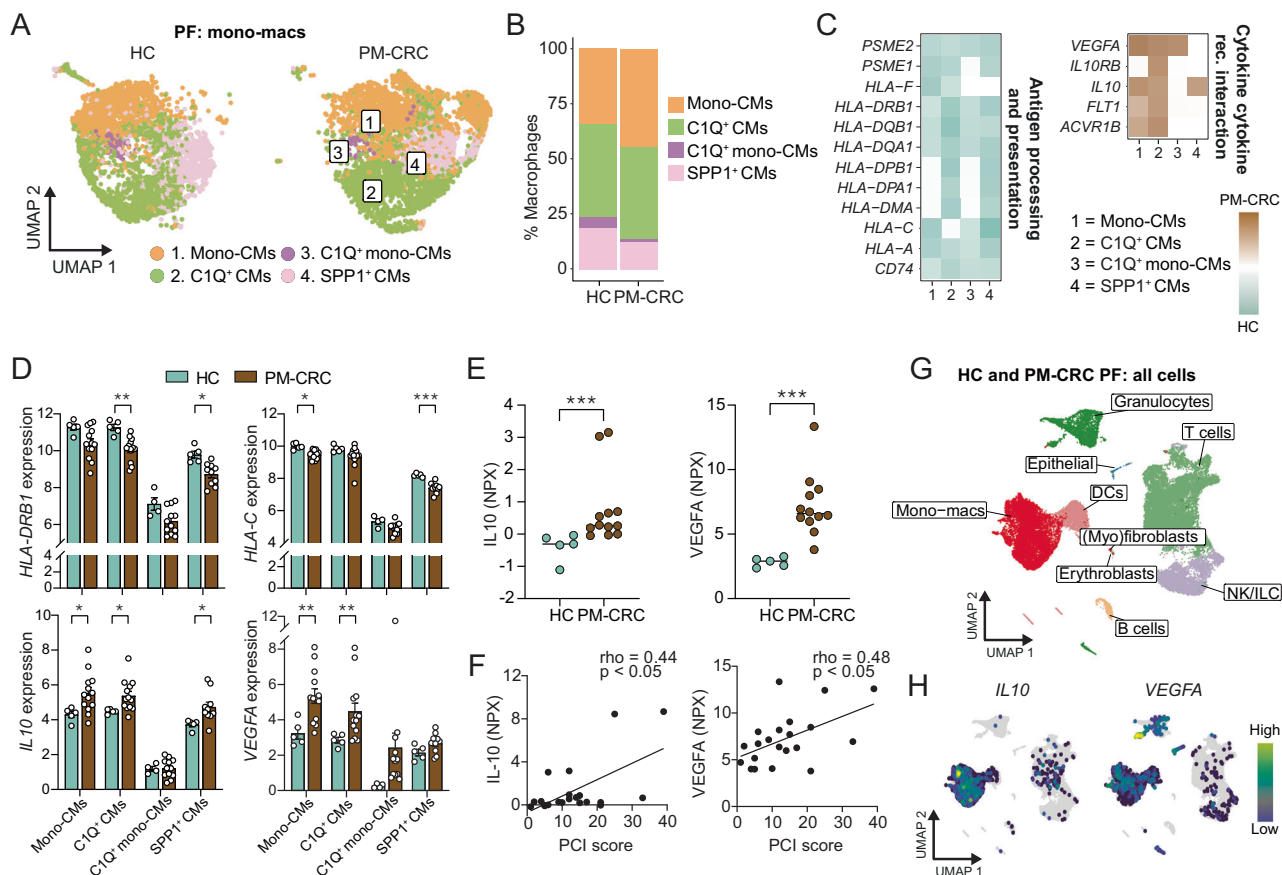 A
PF: mono-macs
HC
PM-CRC
1
3
4
2
UMAP 2
UMAP 1
1. Mono-CMs
3. C1Q⁺ mono-CMs
2. C1Q⁺ CMs
4. SPP1⁺ CMs
B
% Macrophages
100
75
50
25
0
HC PM-CRC
Mono-CMs
C1Q⁺ CMs
C1Q⁺ mono-CMs
SPP1⁺ CMs
C
PSME2
PSME1
HLA-F
HLA-DRB1
HLA-DQB1
HLA-DQA1
HLA-DPB1
HLA-DPA1
HLA-DMA
HLA-C
HLA-A
CD74
1 2 3 4
Antigen processing
and presentation
VEGFA
IL10RB
IL10
FLT1
ACVR1B
1 2 3 4
Cytokine cytokine
rec. interaction
1 = Mono-CMs
2 = C1Q⁺ CMs
3 = C1Q⁺ mono-CMs
4 = SPP1⁺ CMs
PM-CRC
HC
D
HC PM-CRC
HLA-DRB1 expression
12
10
8
6
4
2
0
**
*
HLA-C expression
12
10
8
6
4
4
2
0
*
***
IL10 expression
10
8
6
4
2
0
*
*
*
Mono-CMs
C1Q⁺ CMs
C1Q⁺ mono-CMs
SPP1⁺ CMs
VEGFA expression
12
9
8
6
4
2
0
**
**
Mono-CMs
C1Q⁺ CMs
C1Q⁺ mono-CMs
SPP1⁺ CMs
E
IL10 (NPX)
4
3
2
1
0
-1
-2
***
HC PM-CRC
VEGFA (NPX)
15
10
5
0
***
HC PM-CRC
F
rho = 0.44
p < 0.05
IL-10 (NPX)
12
8
4
0
0 10 20 30 40
PCI score
rho = 0.48
p < 0.05
VEGFA (NPX)
15
10
5
0
0 10 20 30 40
PCI score
G
HC and PM-CRC PF: all cells
Granulocytes
T cells
Epithelial
DCs
Mono-macs
(Myo)fibroblasts
Erythroblasts
NK/ILC
B cells
UMAP 2
UMAP 1
H
IL10
VEGFA
High
Low
UMAP 2
UMAP 1